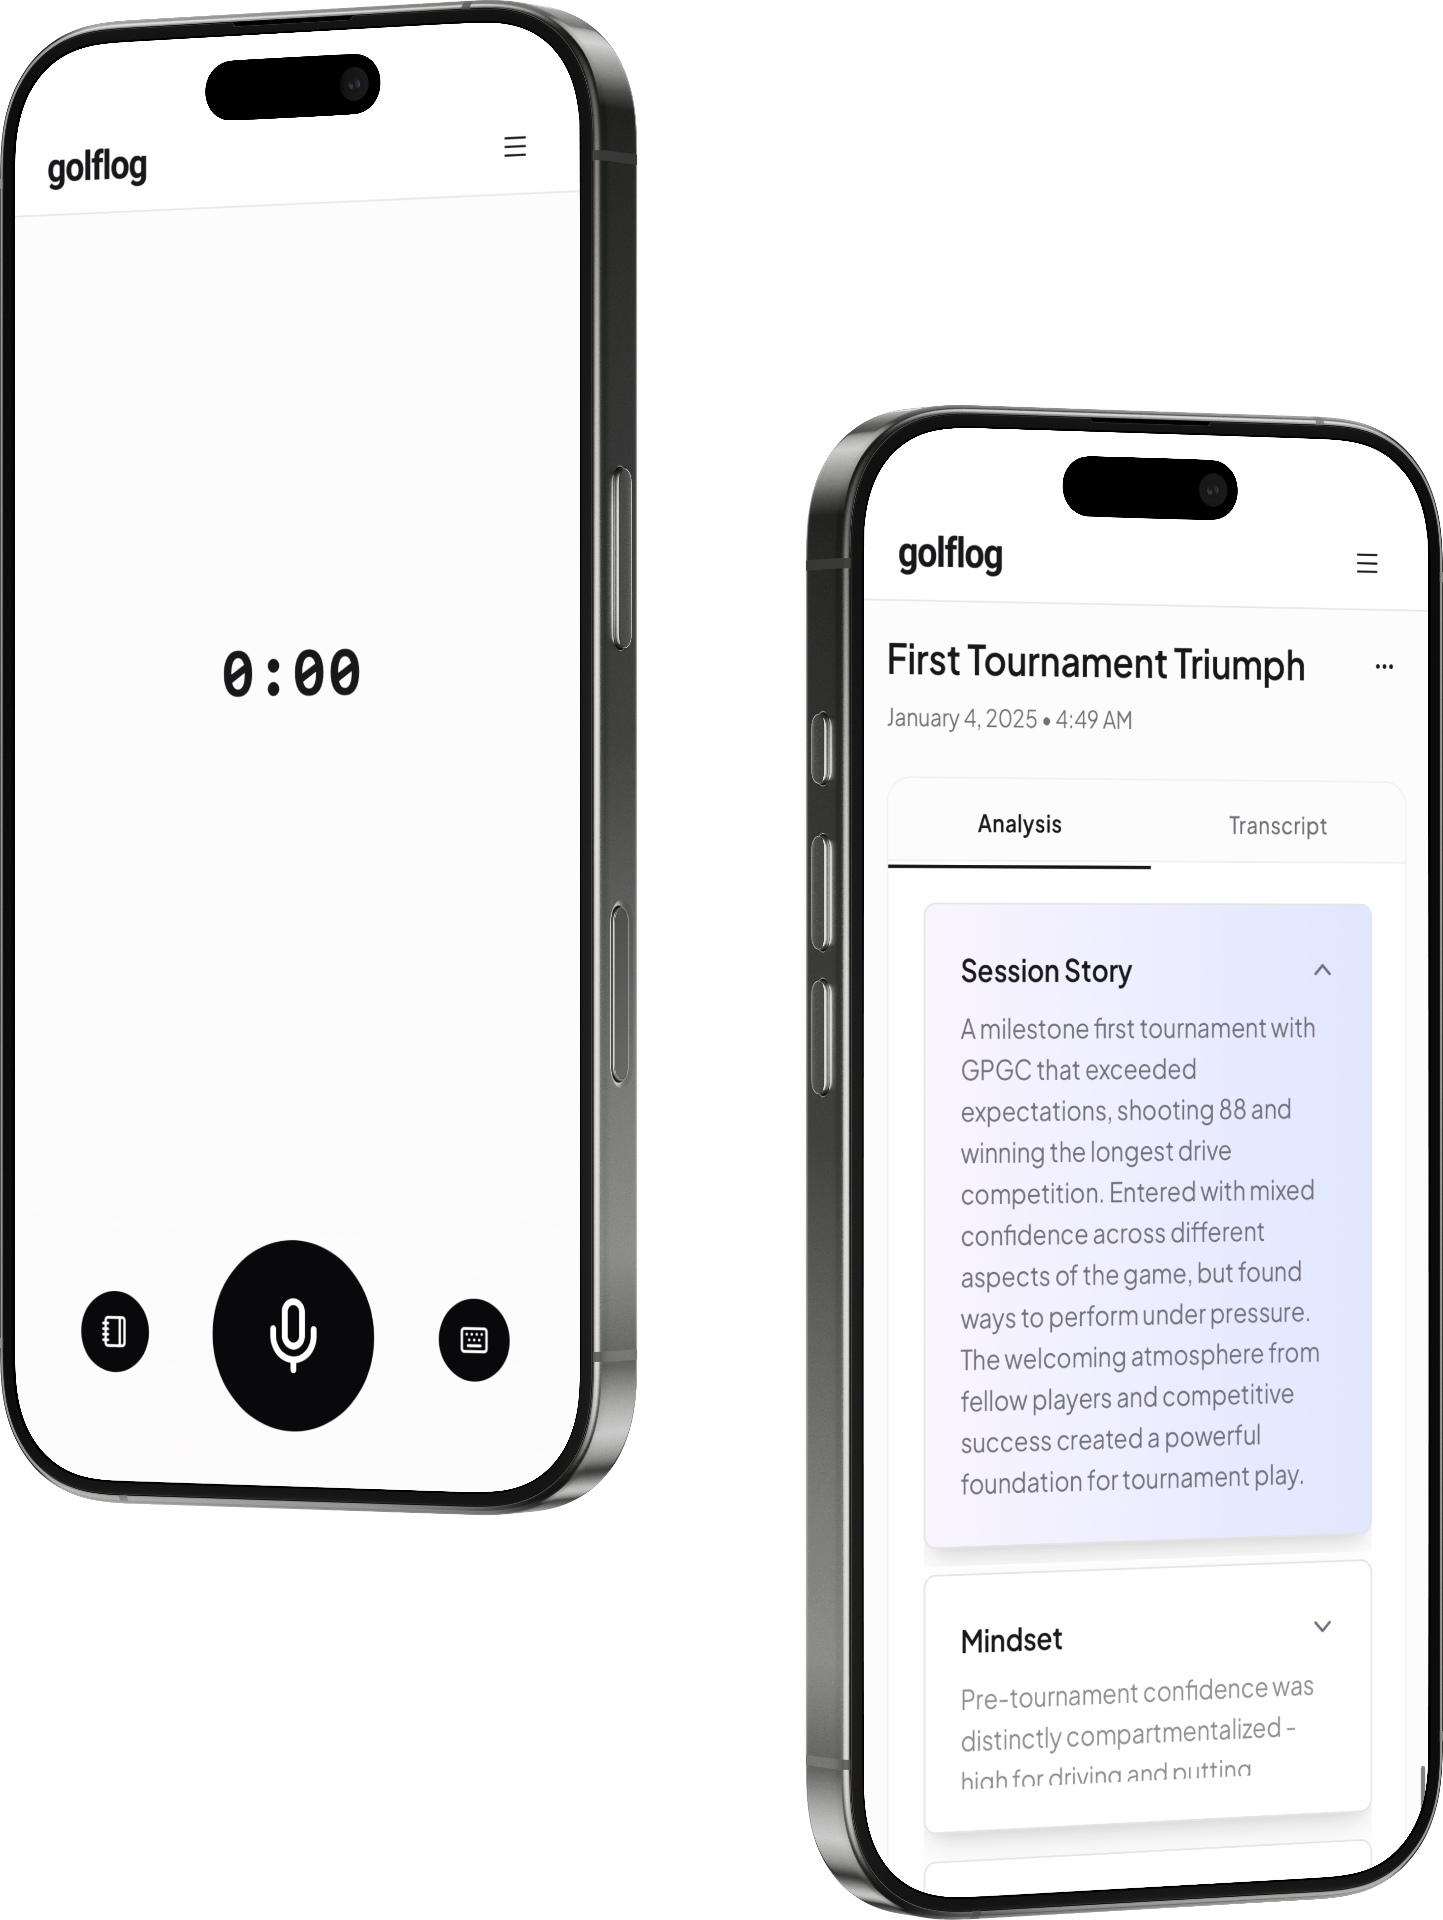 golflog
0:00
golflog
First Tournament Triumph
January 4, 2025 • 4:49 AM
Analysis
Transcript
Session Story
A milestone first tournament with
GPGC that exceeded
expectations, shooting 88 and
winning the longest drive
competition. Entered with mixed
confidence across different
aspects of the game, but found
ways to perform under pressure.
The welcoming atmosphere from
fellow players and competitive
success created a powerful
foundation for tournament play.
Mindset
Pre-tournament confidence was
distinctly compartmentalized -
high for driving and putting